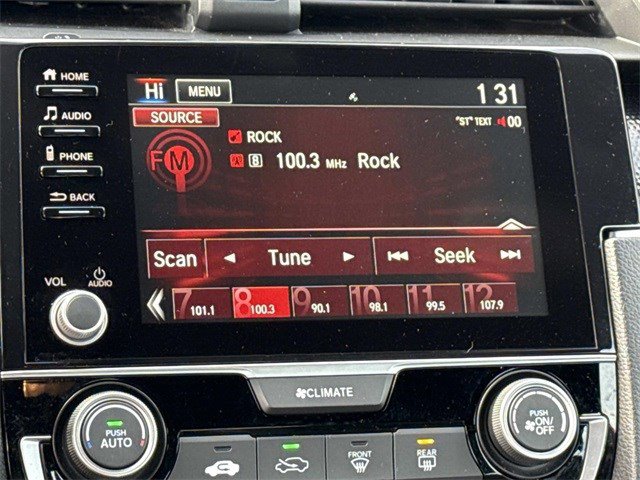 HOME
AUDIO
PHONE
BACK
VOL
AUDIO
Hi MENU 1 31
SOURCE "ST" TEXT 00
FM ROCK
8 100.3 MHz Rock
Scan Tune Seek
7 101.1 8 100.3 9 90.1 10 98.1 11 99.5 12 107.9
CLIMATE
PUSH AUTO
FRONT
REAR
PUSH ON/OFF